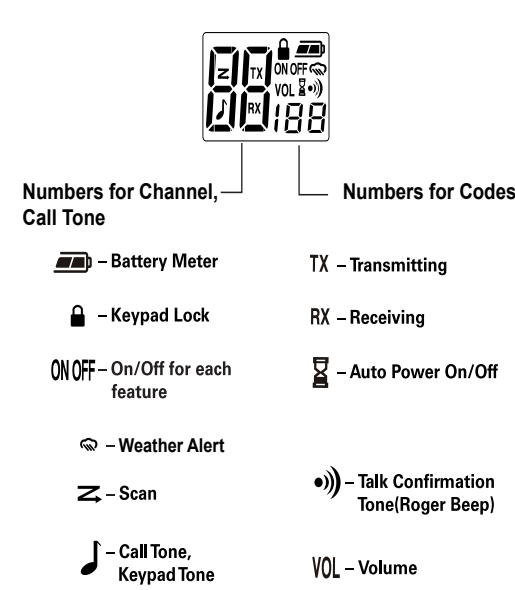 Z TX ON OFF
VOL
RX 188
Numbers for Channel,
Call Tone
Numbers for Codes
– Battery Meter
TX – Transmitting
– Keypad Lock
RX – Receiving
ON OFF – On/Off for each
feature
– Auto Power On/Off
– Weather Alert
– Scan
– Talk Confirmation
Tone(Roger Beep)
– Call Tone,
Keypad Tone
VOL – Volume